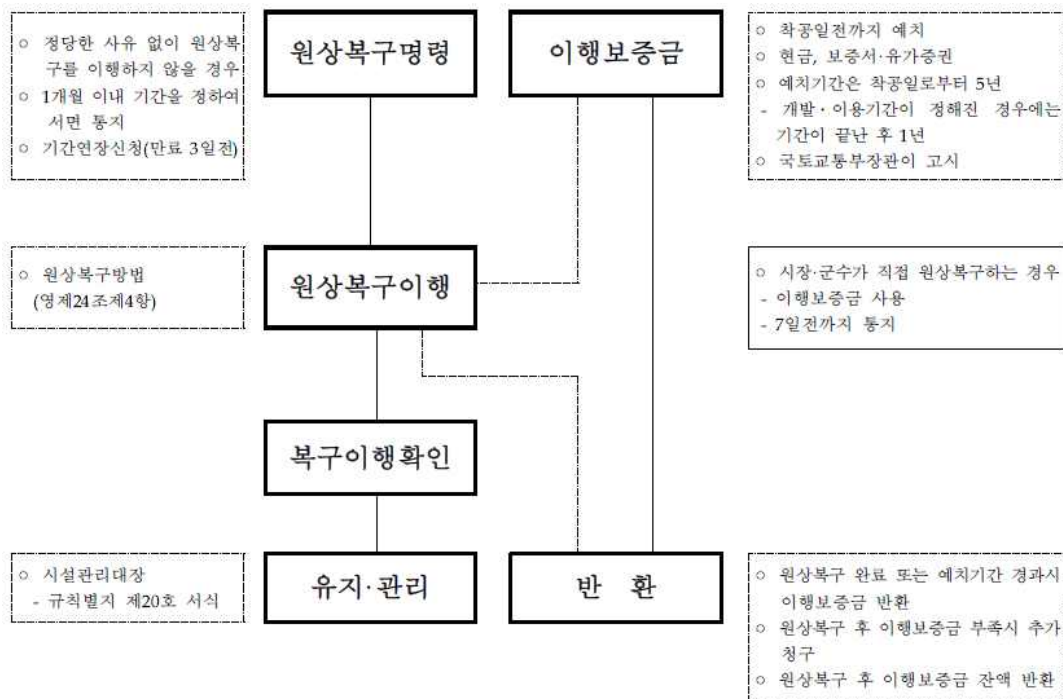 ○ 정당한 사유 없이 원상복
구를 이행하지 않을 경우
○ 1개월 이내 기간을 정하여
서면 통지
○ 기간연장신청(만료 3일전)
원상복구명령
이행보증금
○ 착공일전까지 예치
○ 현금, 보증서·유가증권
○ 예치기간은 착공일로부터 5년
- 개발·이용기간이 정해진 경우에는
기간이 끝난 후 1년
○ 국토교통부장관이 고시
○ 원상복구방법
(영제24조제4항)
원상복구이행
○ 시장·군수가 직접 원상복구하는 경우
- 이행보증금 사용
- 7일전까지 통지
복구이행확인
○ 시설관리대장
- 규칙별지 제20호 서식
유지·관리
반 환
○ 원상복구 완료 또는 예치기간 경과시
이행보증금 반환
○ 원상복구 후 이행보증금 부족시 추가
청구
○ 원상복구 후 이행보증금 잔액 반환